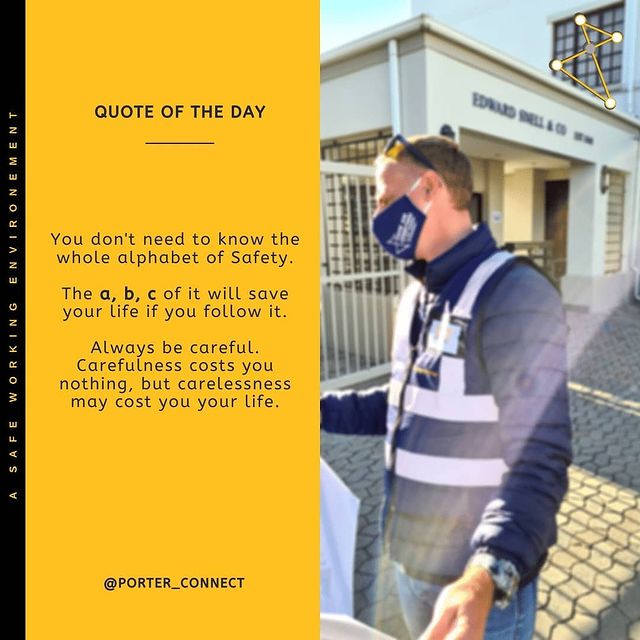 A SAFE WORKING ENVIRONEMENT
QUOTE OF THE DAY
You don't need to know the
whole alphabet of Safety.
The a, b, c of it will save
your life if you follow it.
Always be careful.
Carefulness costs you
nothing, but carelessness
may cost you your life.
@PORTER_CONNECT
EDWARD SNELL & CO